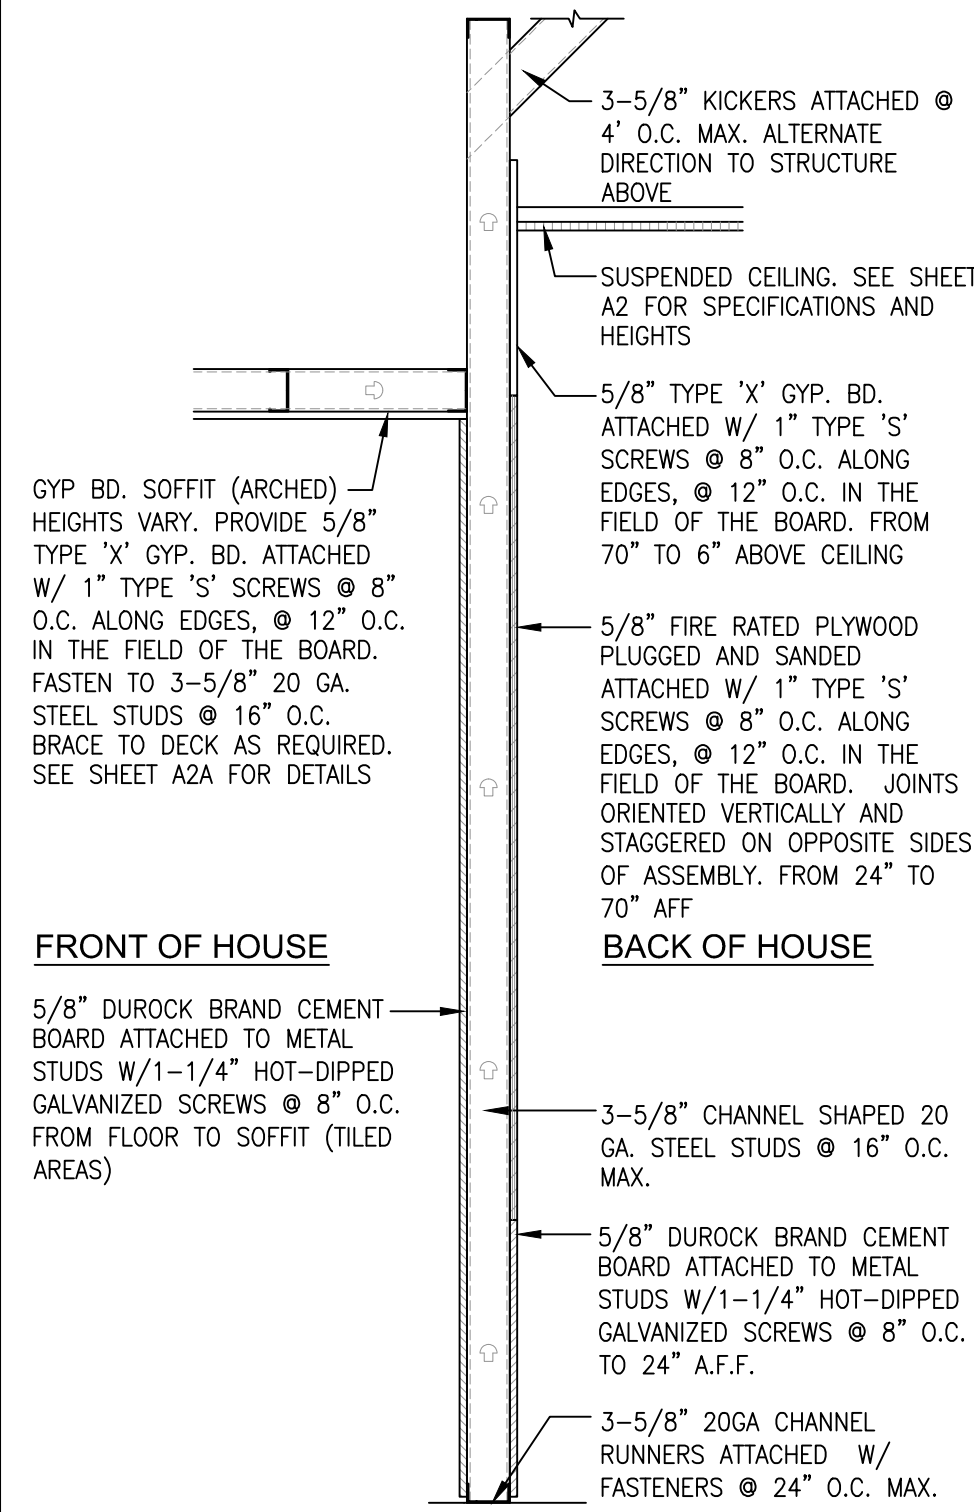 3-5/8" KICKERS ATTACHED @
4' O.C. MAX. ALTERNATE
DIRECTION TO STRUCTURE
ABOVE
SUSPENDED CEILING. SEE SHEET
A2 FOR SPECIFICATIONS AND
HEIGHTS
5/8" TYPE 'X' GYP. BD.
ATTACHED W/ 1" TYPE 'S'
SCREWS @ 8" O.C. ALONG
EDGES, @ 12" O.C. IN THE
FIELD OF THE BOARD. FROM
70" TO 6" ABOVE CEILING
GYP BD. SOFFIT (ARCHED)
HEIGHTS VARY. PROVIDE 5/8"
TYPE 'X' GYP. BD. ATTACHED
W/ 1" TYPE 'S' SCREWS @ 8"
O.C. ALONG EDGES, @ 12" O.C.
IN THE FIELD OF THE BOARD.
FASTEN TO 3-5/8" 20 GA.
STEEL STUDS @ 16" O.C.
BRACE TO DECK AS REQUIRED.
SEE SHEET A2A FOR DETAILS
5/8" FIRE RATED PLYWOOD
PLUGGED AND SANDED
ATTACHED W/ 1" TYPE 'S'
SCREWS @ 8" O.C. ALONG
EDGES, @ 12" O.C. IN THE
FIELD OF THE BOARD. JOINTS
ORIENTED VERTICALLY AND
STAGGERED ON OPPOSITE SIDES
OF ASSEMBLY. FROM 24" TO
70" AFF
FRONT OF HOUSE
BACK OF HOUSE
5/8" DUROCK BRAND CEMENT
BOARD ATTACHED TO METAL
STUDS W/1-1/4" HOT-DIPPED
GALVANIZED SCREWS @ 8" O.C.
FROM FLOOR TO SOFFIT (TILED
AREAS)
3-5/8" CHANNEL SHAPED 20
GA. STEEL STUDS @ 16" O.C.
MAX.
5/8" DUROCK BRAND CEMENT
BOARD ATTACHED TO METAL
STUDS W/1-1/4" HOT-DIPPED
GALVANIZED SCREWS @ 8" O.C.
TO 24" A.F.F.
3-5/8" 20GA CHANNEL
RUNNERS ATTACHED W/
FASTENERS @ 24" O.C. MAX.